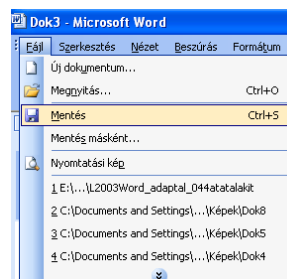 Dok3 - Microsoft Word
Fájl Szerkesztés Nézet Beszúrás Formátum
Új dokumentum...
Megnyitás... Ctrl+O
Mentés Ctrl+S
Mentés másként...
Nyomtatási kép
1 E:\...\L2003Word_adaptal_044atatalakit
2 C:\Documents and Settings\...\Képek\Dok8
3 C:\Documents and Settings\...\Képek\Dok5
4 C:\Documents and Settings\...\Képek\Dok4